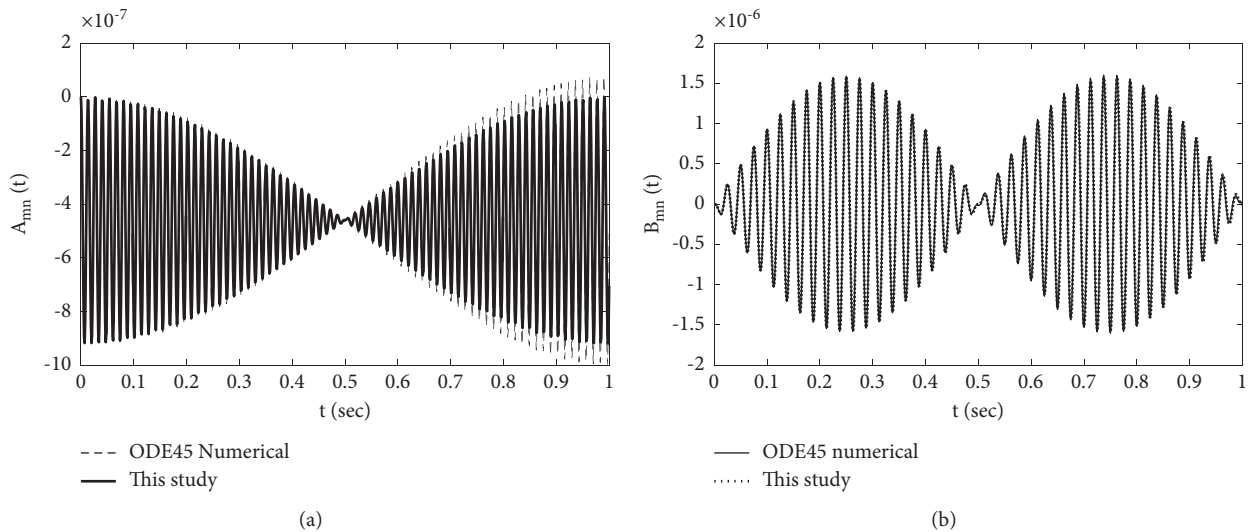 ×10-7
2
0
-2
-4
-6
-8
-10
Amn (t)
0 0.1 0.2 0.3 0.4 0.5 0.6 0.7 0.8 0.9 1
t (sec)
ODE45 Numerical
This study
(a)
×10-6
2
1.5
1
0.5
0
-0.5
-1
-1.5
-2
Bmn (t)
0 0.1 0.2 0.3 0.4 0.5 0.6 0.7 0.8 0.9 1
t (sec)
ODE45 numerical
This study
(b)